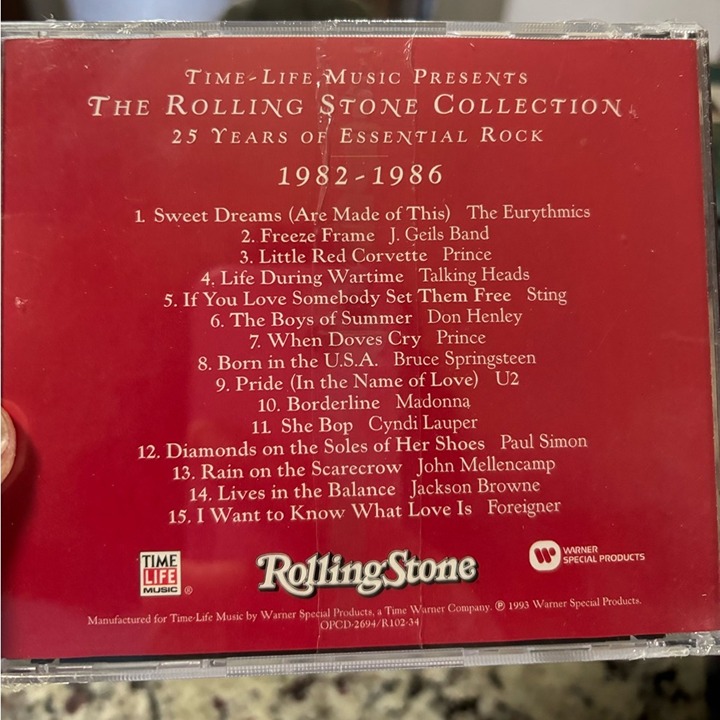 Time-Life Music Presents
The Rolling Stone Collection
25 Years of Essential Rock
1982-1986
1. Sweet Dreams (Are Made of This) The Eurythmics
2. Freeze Frame J. Geils Band
3. Little Red Corvette Prince
4. Life During Wartime Talking Heads
5. If You Love Somebody Set Them Free Sting
6. The Boys of Summer Don Henley
7. When Doves Cry Prince
8. Born in the U.S.A. Bruce Springsteen
9. Pride (In the Name of Love) U2
10. Borderline Madonna
11. She Bop Cyndi Lauper
12. Diamonds on the Soles of Her Shoes Paul Simon
13. Rain on the Scarecrow John Mellencamp
14. Lives in the Balance Jackson Browne
15. I Want to Know What Love Is Foreigner
TIME
LIFE
MUSIC ®
RollingStone
WARNER
SPECIAL PRODUCTS
Manufactured for Time-Life Music by Warner Special Products, a Time Warner Company. ℗ 1993 Warner Special Products.
OPCD-2694/R102-34